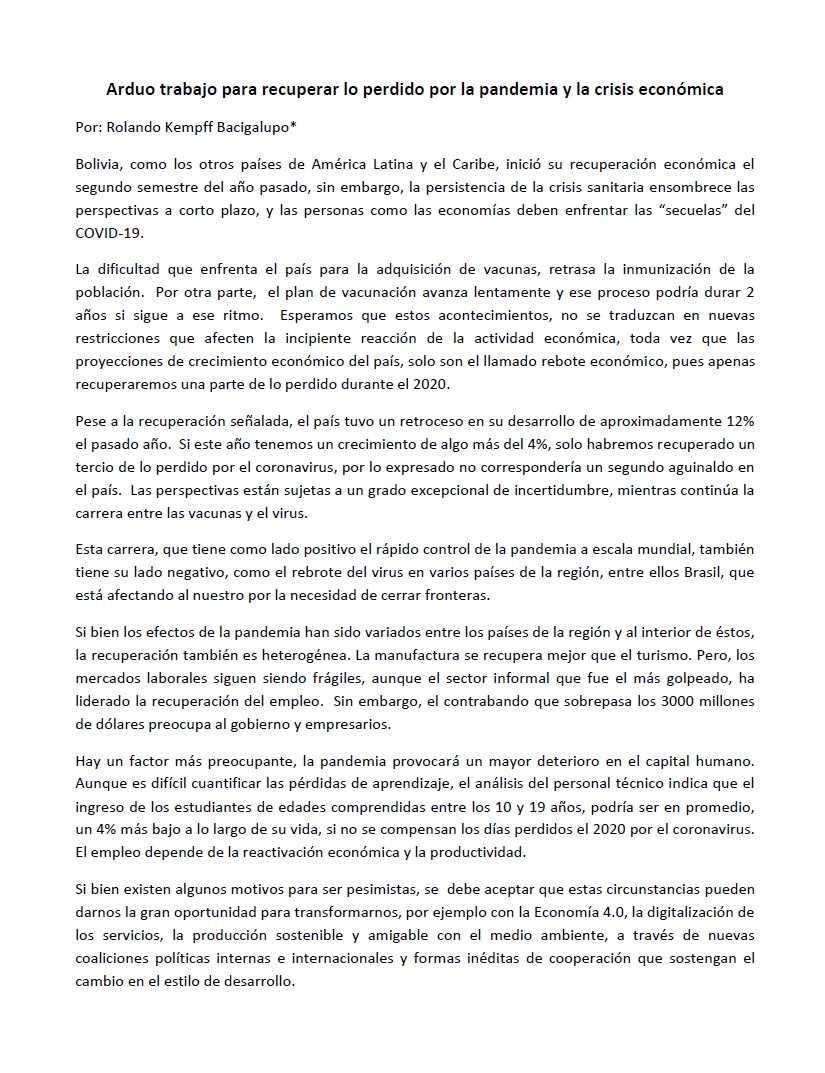 Arduo trabajo para recuperar lo perdido por la pandemia y la crisis económica
Por: Rolando Kempff Bacigalupo*
Bolivia, como los otros países de América Latina y el Caribe, inició su recuperación económica el
segundo semestre del año pasado, sin embargo, la persistencia de la crisis sanitaria ensombrece las
perspectivas a corto plazo, y las personas como las economías deben enfrentar las “secuelas” del
COVID-19.
La dificultad que enfrenta el país para la adquisición de vacunas, retrasa la inmunización de la
población.  Por otra parte,  el plan de vacunación avanza lentamente y ese proceso podría durar 2
años si sigue a ese ritmo.  Esperamos que estos acontecimientos, no se traduzcan en nuevas
restricciones que afecten la incipiente reacción de la actividad económica, toda vez que las
proyecciones de crecimiento económico del país, solo son el llamado rebote económico, pues apenas
recuperaremos una parte de lo perdido durante el 2020.
Pese a la recuperación señalada, el país tuvo un retroceso en su desarrollo de aproximadamente 12%
el pasado año.  Si este año tenemos un crecimiento de algo más del 4%, solo habremos recuperado un
tercio de lo perdido por el coronavirus, por lo expresado no correspondería un segundo aguinaldo en
el país.  Las perspectivas están sujetas a un grado excepcional de incertidumbre, mientras continúa la
carrera entre las vacunas y el virus.
Esta carrera, que tiene como lado positivo el rápido control de la pandemia a escala mundial, también
tiene su lado negativo, como el rebrote del virus en varios países de la región, entre ellos Brasil, que
está afectando al nuestro por la necesidad de cerrar fronteras.
Si bien los efectos de la pandemia han sido variados entre los países de la región y al interior de éstos,
la recuperación también es heterogénea. La manufactura se recupera mejor que el turismo. Pero, los
mercados laborales siguen siendo frágiles, aunque el sector informal que fue el más golpeado, ha
liderado la recuperación del empleo.  Sin embargo, el contrabando que sobrepasa los 3000 millones
de dólares preocupa al gobierno y empresarios.
Hay un factor más preocupante, la pandemia provocará un mayor deterioro en el capital humano.
Aunque es difícil cuantificar las pérdidas de aprendizaje, el análisis del personal técnico indica que el
ingreso de los estudiantes de edades comprendidas entre los 10 y 19 años, podría ser en promedio,
un 4% más bajo a lo largo de su vida, si no se compensan los días perdidos el 2020 por el coronavirus.
El empleo depende de la reactivación económica y la productividad.
Si bien existen algunos motivos para ser pesimistas, se  debe aceptar que estas circunstancias pueden
darnos la gran oportunidad para transformarnos, por ejemplo con la Economía 4.0, la digitalización de
los servicios, la producción sostenible y amigable con el medio ambiente, a través de nuevas
coaliciones políticas internas e internacionales y formas inéditas de cooperación que sostengan el
cambio en el estilo de desarrollo.